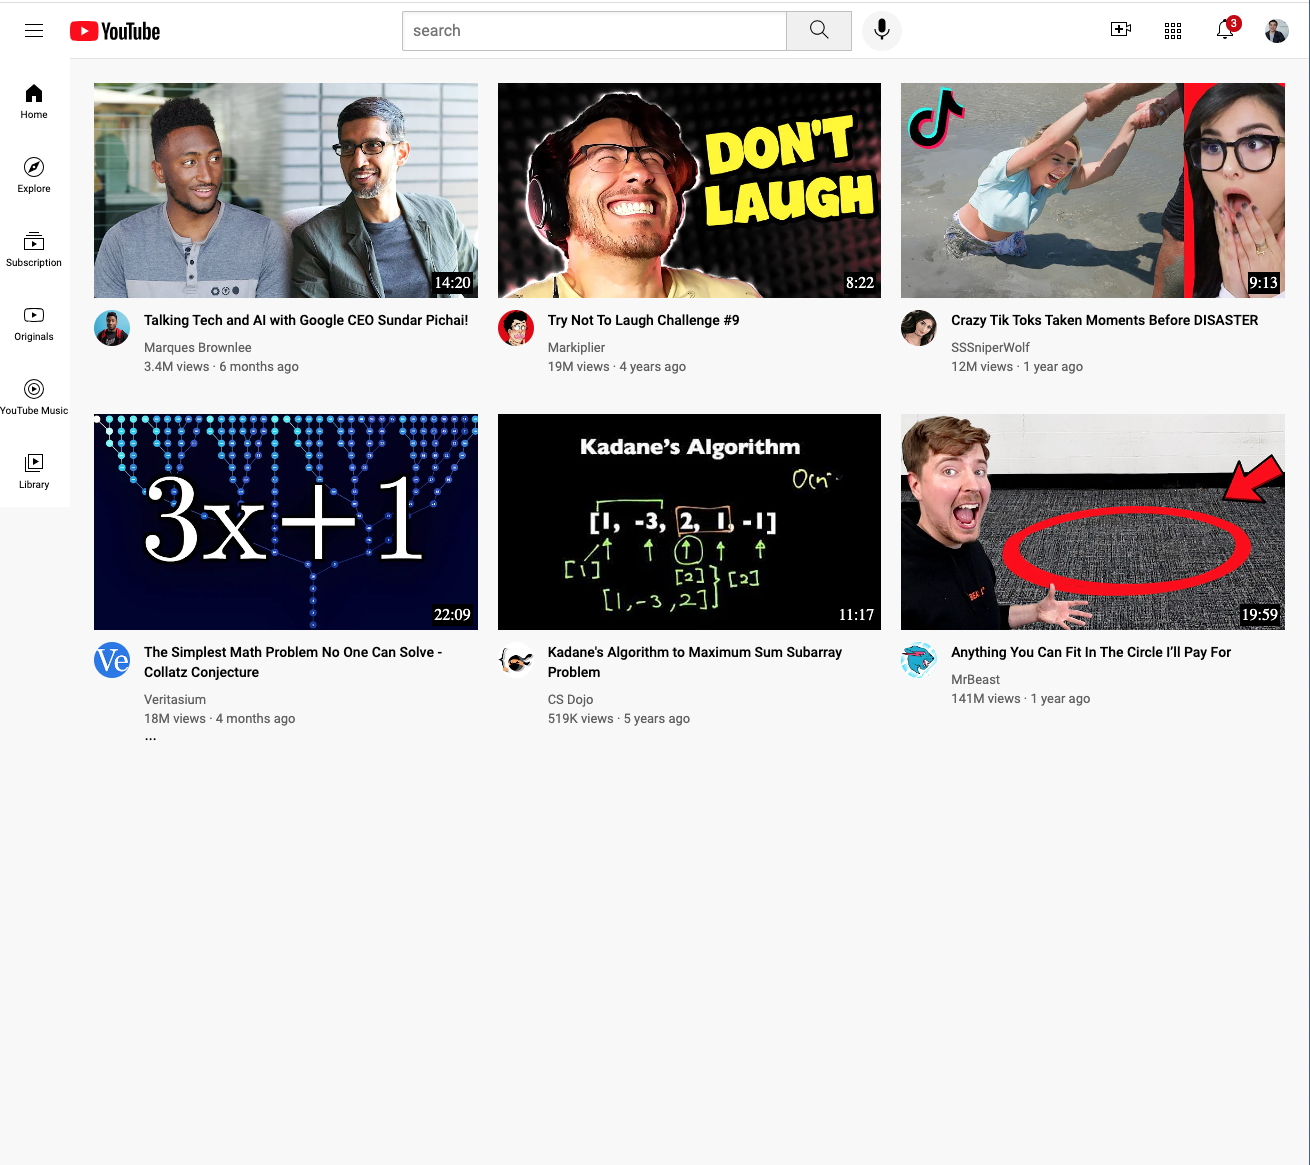 YouTube
search
3
Home
Explore
Subscription
Originals
YouTube Music
Library
14:20
Talking Tech and AI with Google CEO Sundar Pichai!
Marques Brownlee
3.4M views · 6 months ago
DON'T
LAUGH
8:22
Try Not To Laugh Challenge #9
Markiplier
19M views · 4 years ago
9:13
Crazy Tik Toks Taken Moments Before DISASTER
SSSniperWolf
12M views · 1 year ago
3x+1
22:09
Ve
The Simplest Math Problem No One Can Solve -
Collatz Conjecture
Veritasium
18M views · 4 months ago
...
Kadane's Algorithm
[1, -3, 2, 1, -1]
[1]
[2]
[2]
[1,-3,2]
11:17
Kadane's Algorithm to Maximum Sum Subarray
Problem
CS Dojo
519K views · 5 years ago
19:59
Anything You Can Fit In The Circle I’ll Pay For
MrBeast
141M views · 1 year ago